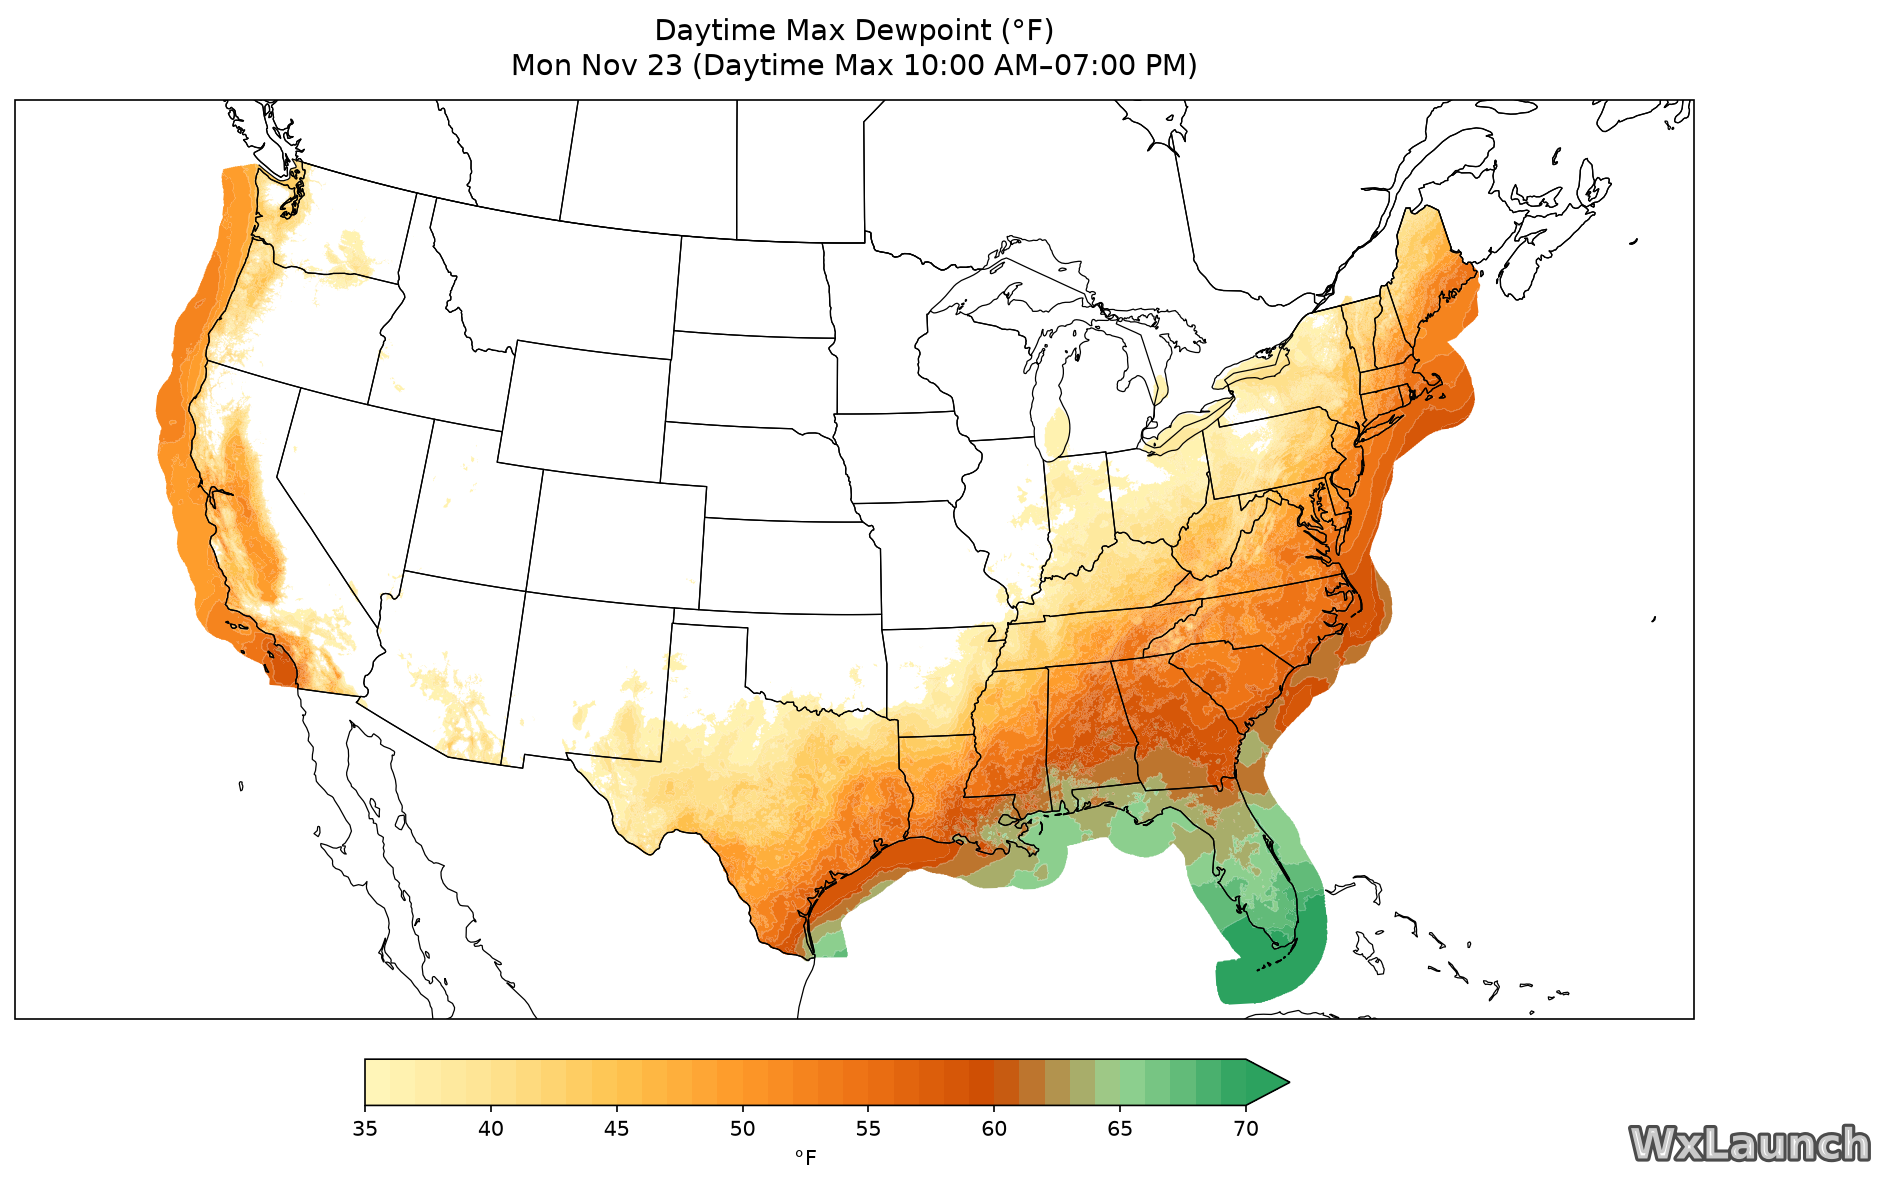 Daytime Max Dewpoint (°F)
Mon Nov 23 (Daytime Max 10:00 AM–07:00 PM)
35 40 45 50 55 60 65 70
°F
WxLaunch